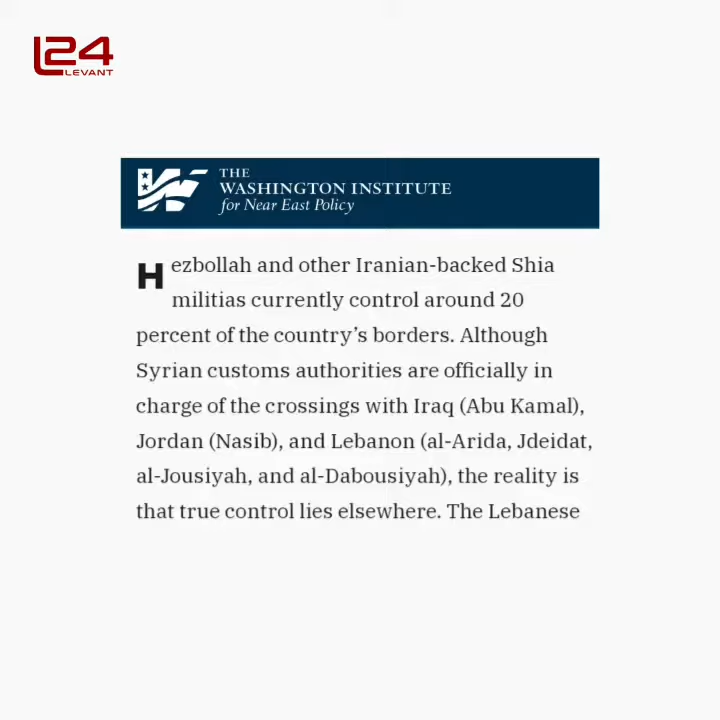 L24
LEVANT
THE
WASHINGTON INSTITUTE
for Near East Policy
Hezbollah and other Iranian-backed Shia
militias currently control around 20
percent of the country’s borders. Although
Syrian customs authorities are officially in
charge of the crossings with Iraq (Abu Kamal),
Jordan (Nasib), and Lebanon (al-Arida, Jdeidat,
al-Jousiyah, and al-Dabousiyah), the reality is
that true control lies elsewhere. The Lebanese